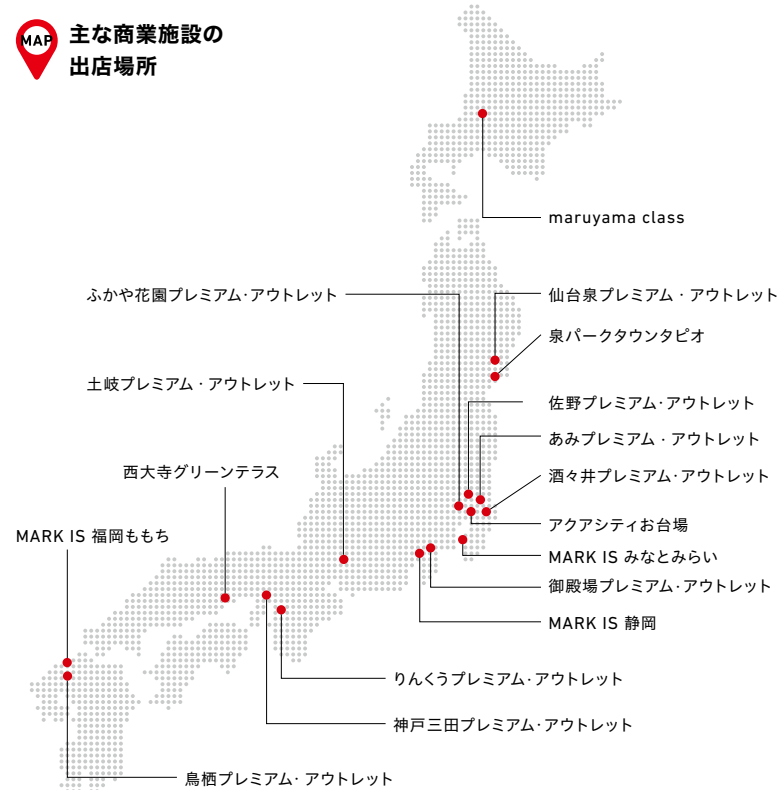 MAP
主な商業施設の
出店場所
maruyama class
ふかや花園プレミアム·アウトレット
仙台泉プレミアム · アウトレット
泉パークタウンタピオ
土岐プレミアム · アウトレット
佐野プレミアム·アウトレット
あみプレミアム · アウトレット
西大寺グリーンテラス
酒々井プレミアム·アウトレット
アクアシティお台場
MARK IS 福岡ももち
MARK IS みなとみらい
御殿場プレミアム·アウトレット
MARK IS 静岡
りんくうプレミアム·アウトレット
神戸三田プレミアム·アウトレット
鳥栖プレミアム· アウトレット